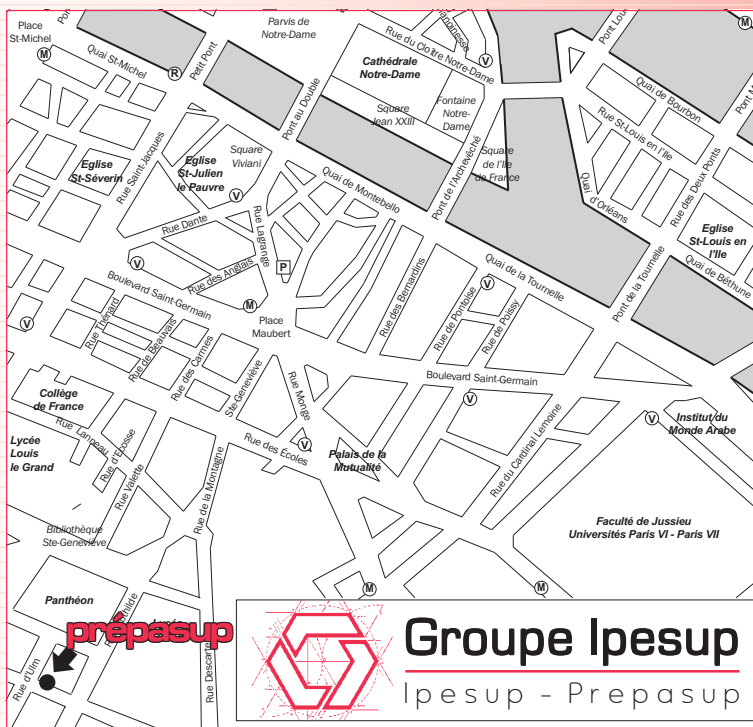 Place
St-Michel
M
Quai St-Michel
Pont
R
Petit Pont
Parvis de
Notre-Dame
Rue du Cloître Notre-Dame
V
Pont Lou
M
Cathédrale
Notre-Dame
Square
Jean XXIII
Fontaine
Notre-
Dame
Pont au Double
Quai de Bourbon
Rue St-Louis en l'Ile
Pont M
Eglise
St-Séverin
Rue Saint-Jacques
Eglise
St-Julien
le Pauvre
V
Square
Viviani
Quai de Montebello
Pont de l'Archevêché
Square
de l'Ile
de France
Quai
d'Orléans
Rue des Deux Ponts
Eglise
St-Louis en
l'Ile
Quai de Béthune
Pont de la Tournelle
Rue Dante
Rue Lagrange
Rue des Anglais
P
V
M
Boulevard Saint-Germain
Place
Maubert
V
Rue Thénard
Rue de Beauvais
Rue des Carmes
Ste-Geneviève
Rue Monge
Rue des Bernardins
Rue de Pontoise
Rue de Poissy
V
Quai de la Tournelle
Boulevard Saint-Germain
V
V
Institut du
Monde Arabe
Collège
de France
Rue Lanneau
Rue d'Ecosse
Rue Valette
Lycée
Louis
le Grand
Rue de la Montagne
Rue des Ecoles
V
Palais de la
Mutualité
Rue du Cardinal Lemoine
Faculté de Jussieu
Universités Paris VI - Paris VII
Bibliothèque
Ste-Geneviève
Panthéon
M
M
prépasup
Rue d'Ulm
Rue Descarte
Groupe Ipesup
Ipesup - Prepasup